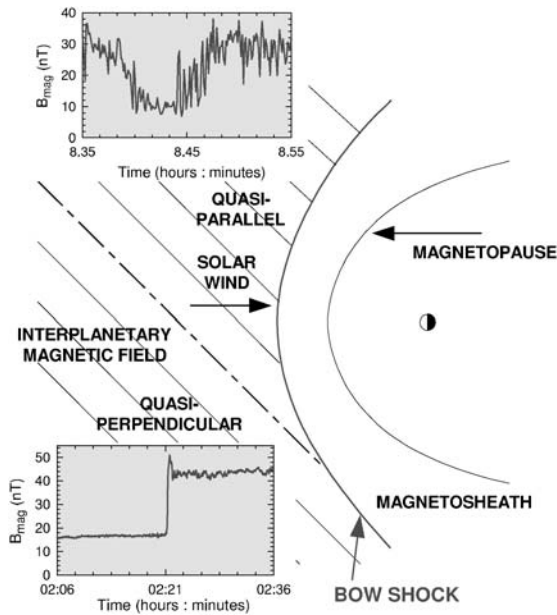 40
30
20
10
0
B mag (nT)
8.35 8.45 8.55
Time (hours : minutes)
QUASI-
PARALLEL
SOLAR
WIND
MAGNETOPAUSE
INTERPLANETARY
MAGNETIC FIELD
QUASI-
PERPENDICULAR
50
40
30
20
10
0
B mag (nT)
02:06 02:21 02:36
Time (hours : minutes)
MAGNETOSHEATH
BOW SHOCK